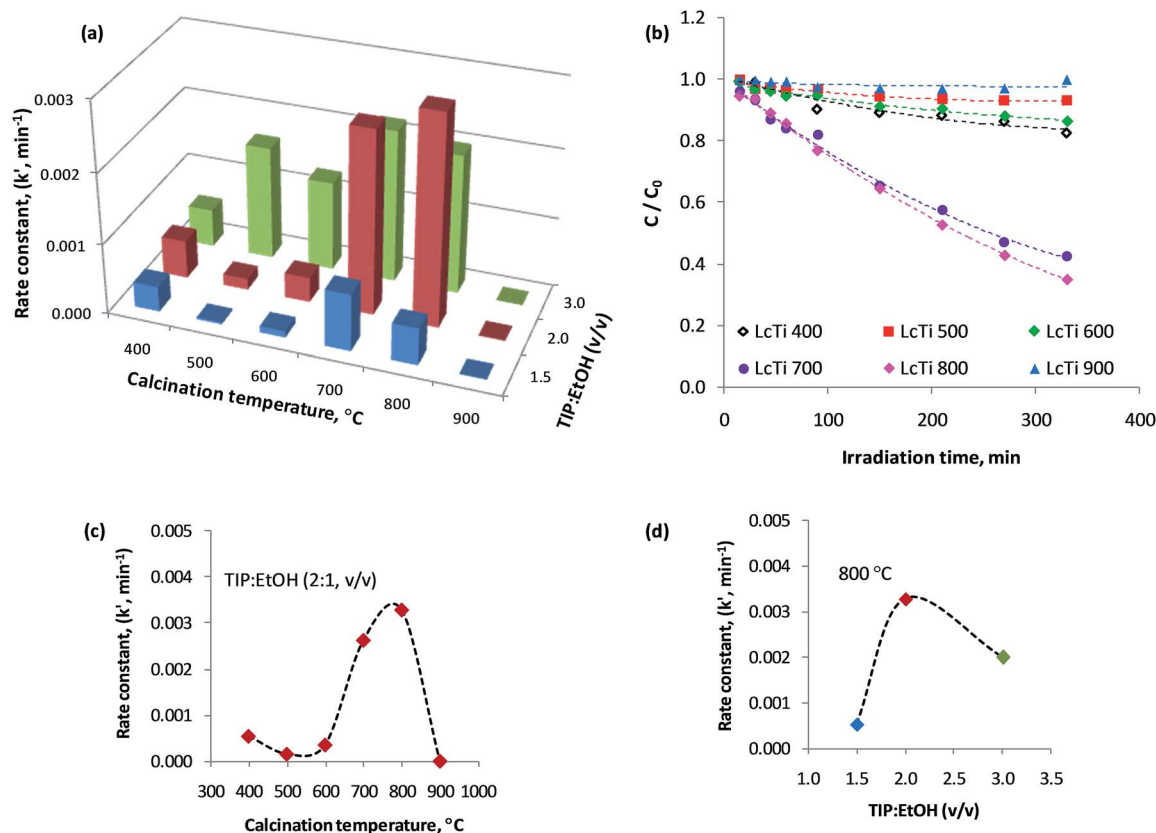 (a)
Rate constant, (k', min⁻¹)
0.003
0.002
0.001
0.000
400
500
600
700
800
900
Calcination temperature, °C
3.0
2.0
1.5
TIP:EtOH (v/v)
(b)
C / C₀
1.2
1.0
0.8
0.6
0.4
0.2
0.0
LcTi 400 LcTi 500 LcTi 600
LcTi 700 LcTi 800 LcTi 900
0 100 200 300 400
Irradiation time, min
(c)
Rate constant, (k', min⁻¹)
0.005
0.004
0.003
0.002
0.001
0.000
TIP:EtOH (2:1, v/v)
300 400 500 600 700 800 900 1000
Calcination temperature, °C
(d)
Rate constant, (k', min⁻¹)
0.005
0.004
0.003
0.002
0.001
0.000
800 °C
1.0 1.5 2.0 2.5 3.0 3.5
TIP:EtOH (v/v)